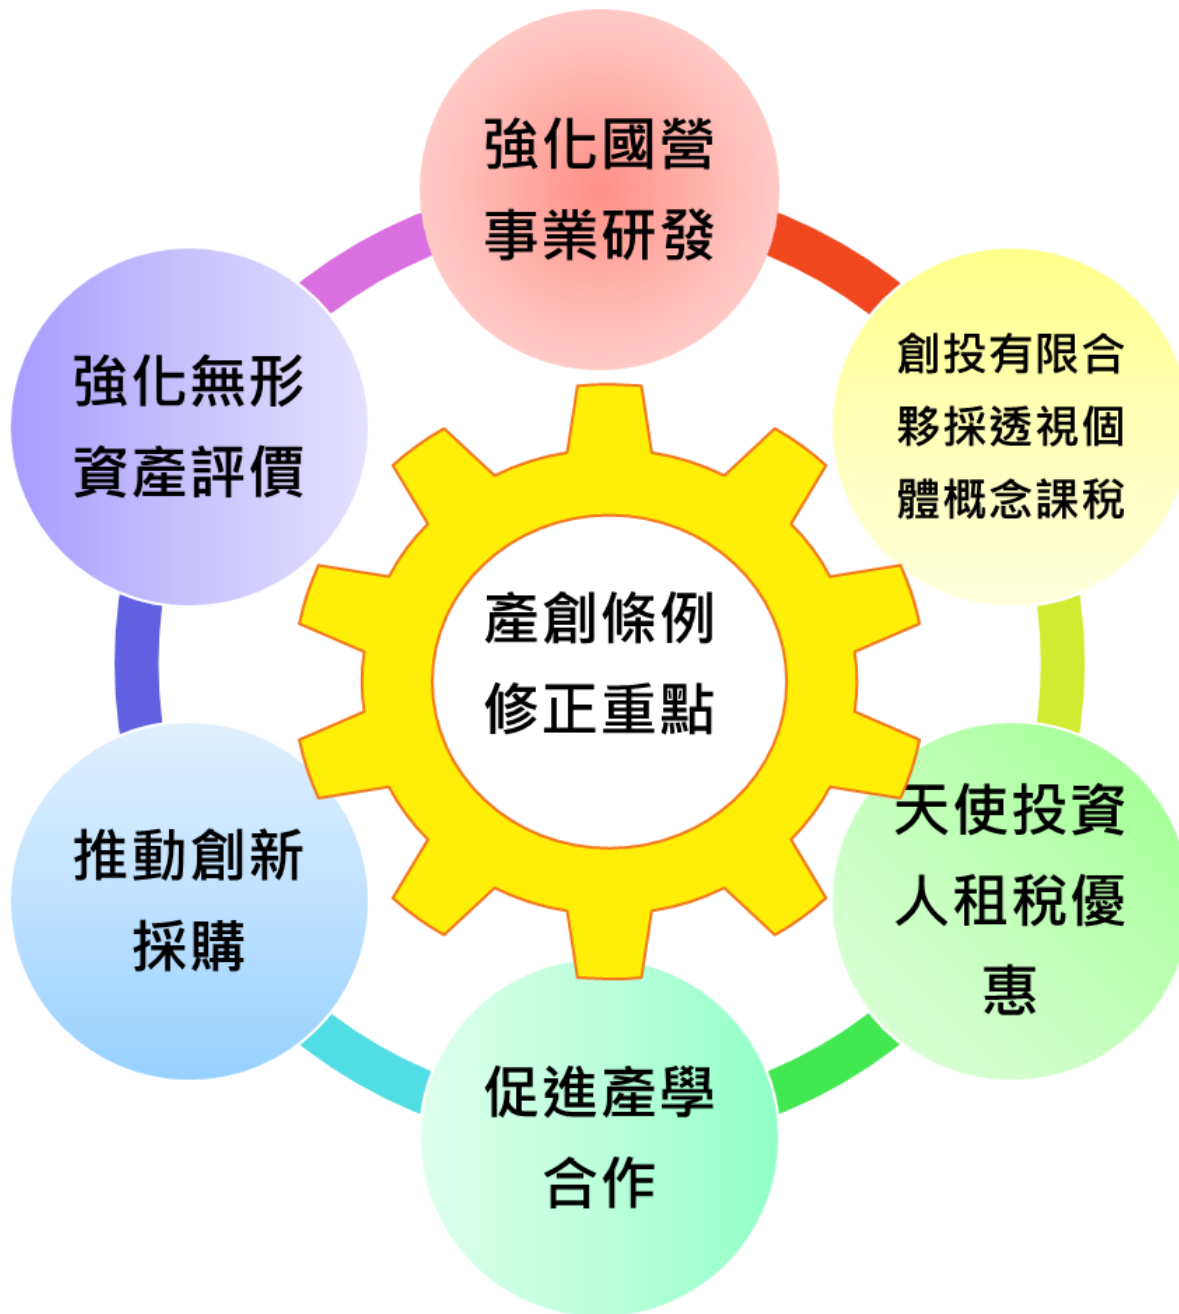 強化國營
事業研發
創投有限合
夥採透視個
體概念課稅
天使投資
人租稅優
惠
促進產學
合作
推動創新
採購
強化無形
資產評價
產創條例
修正重點